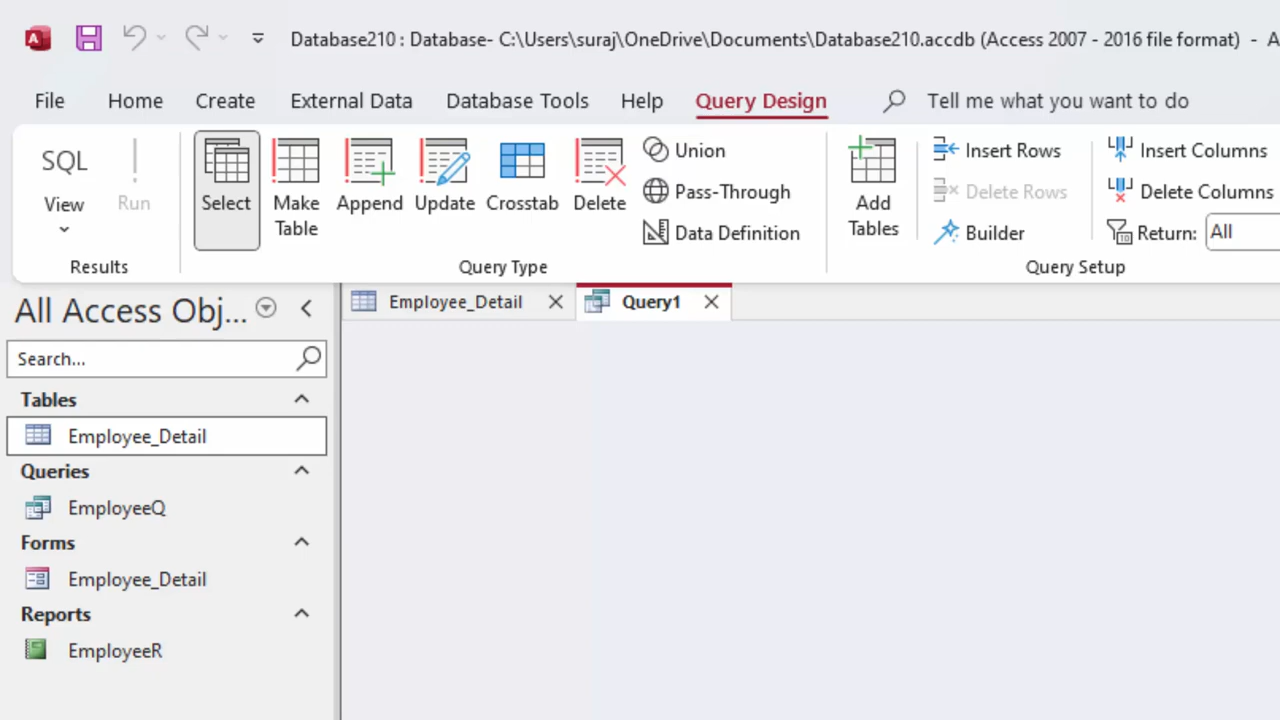 Database210 : Database- C:\Users\suraj\OneDrive\Documents\Database210.accdb (Access 2007 - 2016 file format) - A
File Home Create External Data Database Tools Help Query Design Tell me what you want to do
SQL
View
Run
Results
Select
Make
Table
Append
Update
Crosstab
Delete
Union
Pass-Through
Data Definition
Query Type
Add
Tables
Insert Rows
Delete Rows
Builder
Insert Columns
Delete Columns
Return: All
Query Setup
All Access Obj...
Employee_Detail
Query1
Search...
Tables
Employee_Detail
Queries
EmployeeQ
Forms
Employee_Detail
Reports
EmployeeR